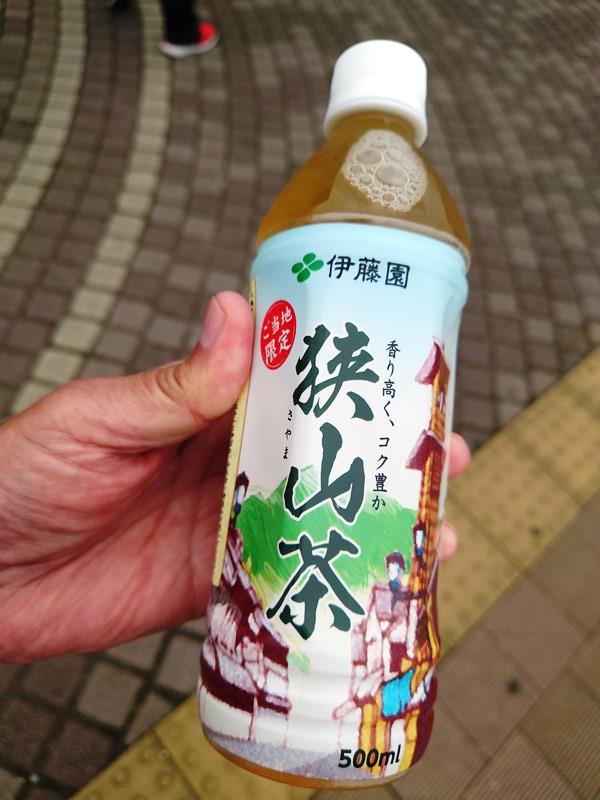 伊藤園
ご当地
限定
香り高く、コク豊か
狭山茶
さやま
500ml